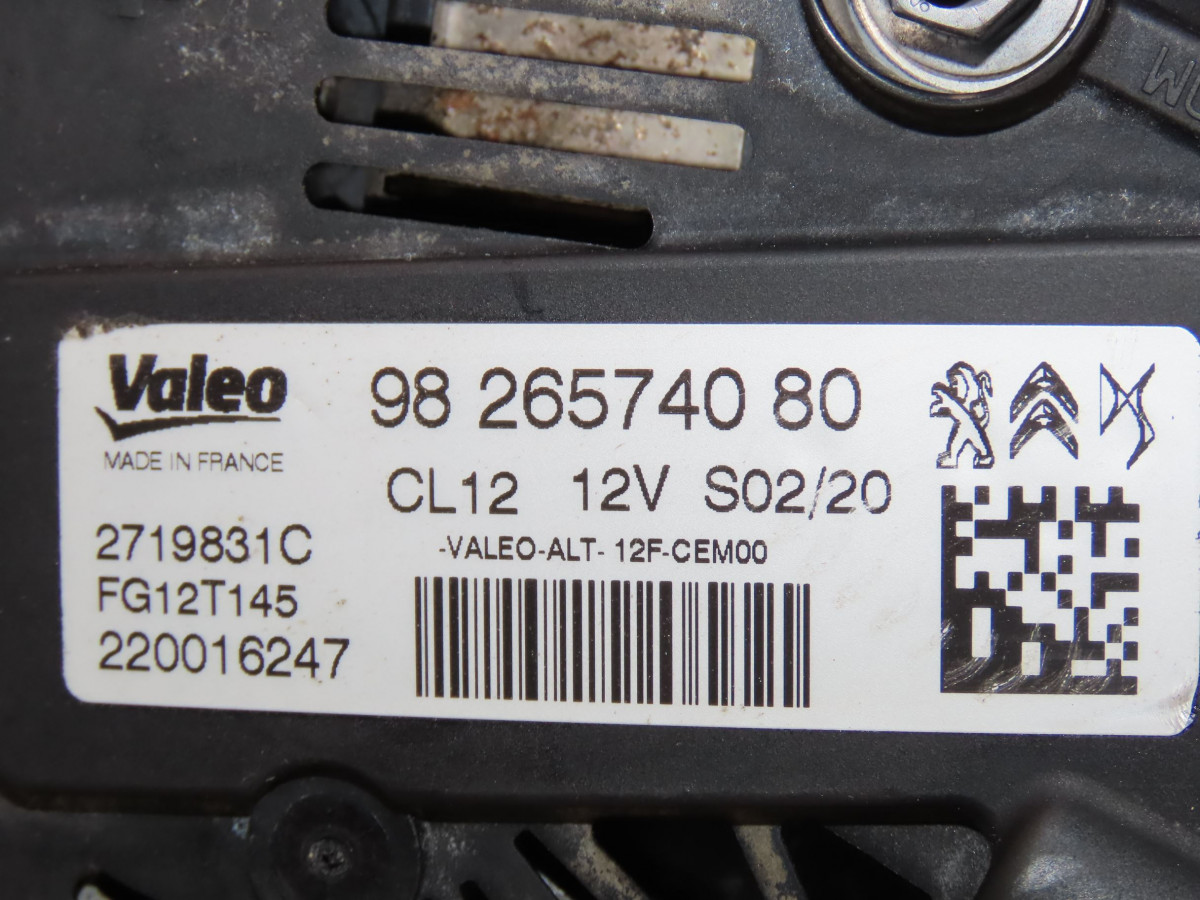 Valeo
MADE IN FRANCE
98 265740 80
CL12 12V S02/20
2719831C
-VALEO-ALT- 12F-CEM00
FG12T145
220016247